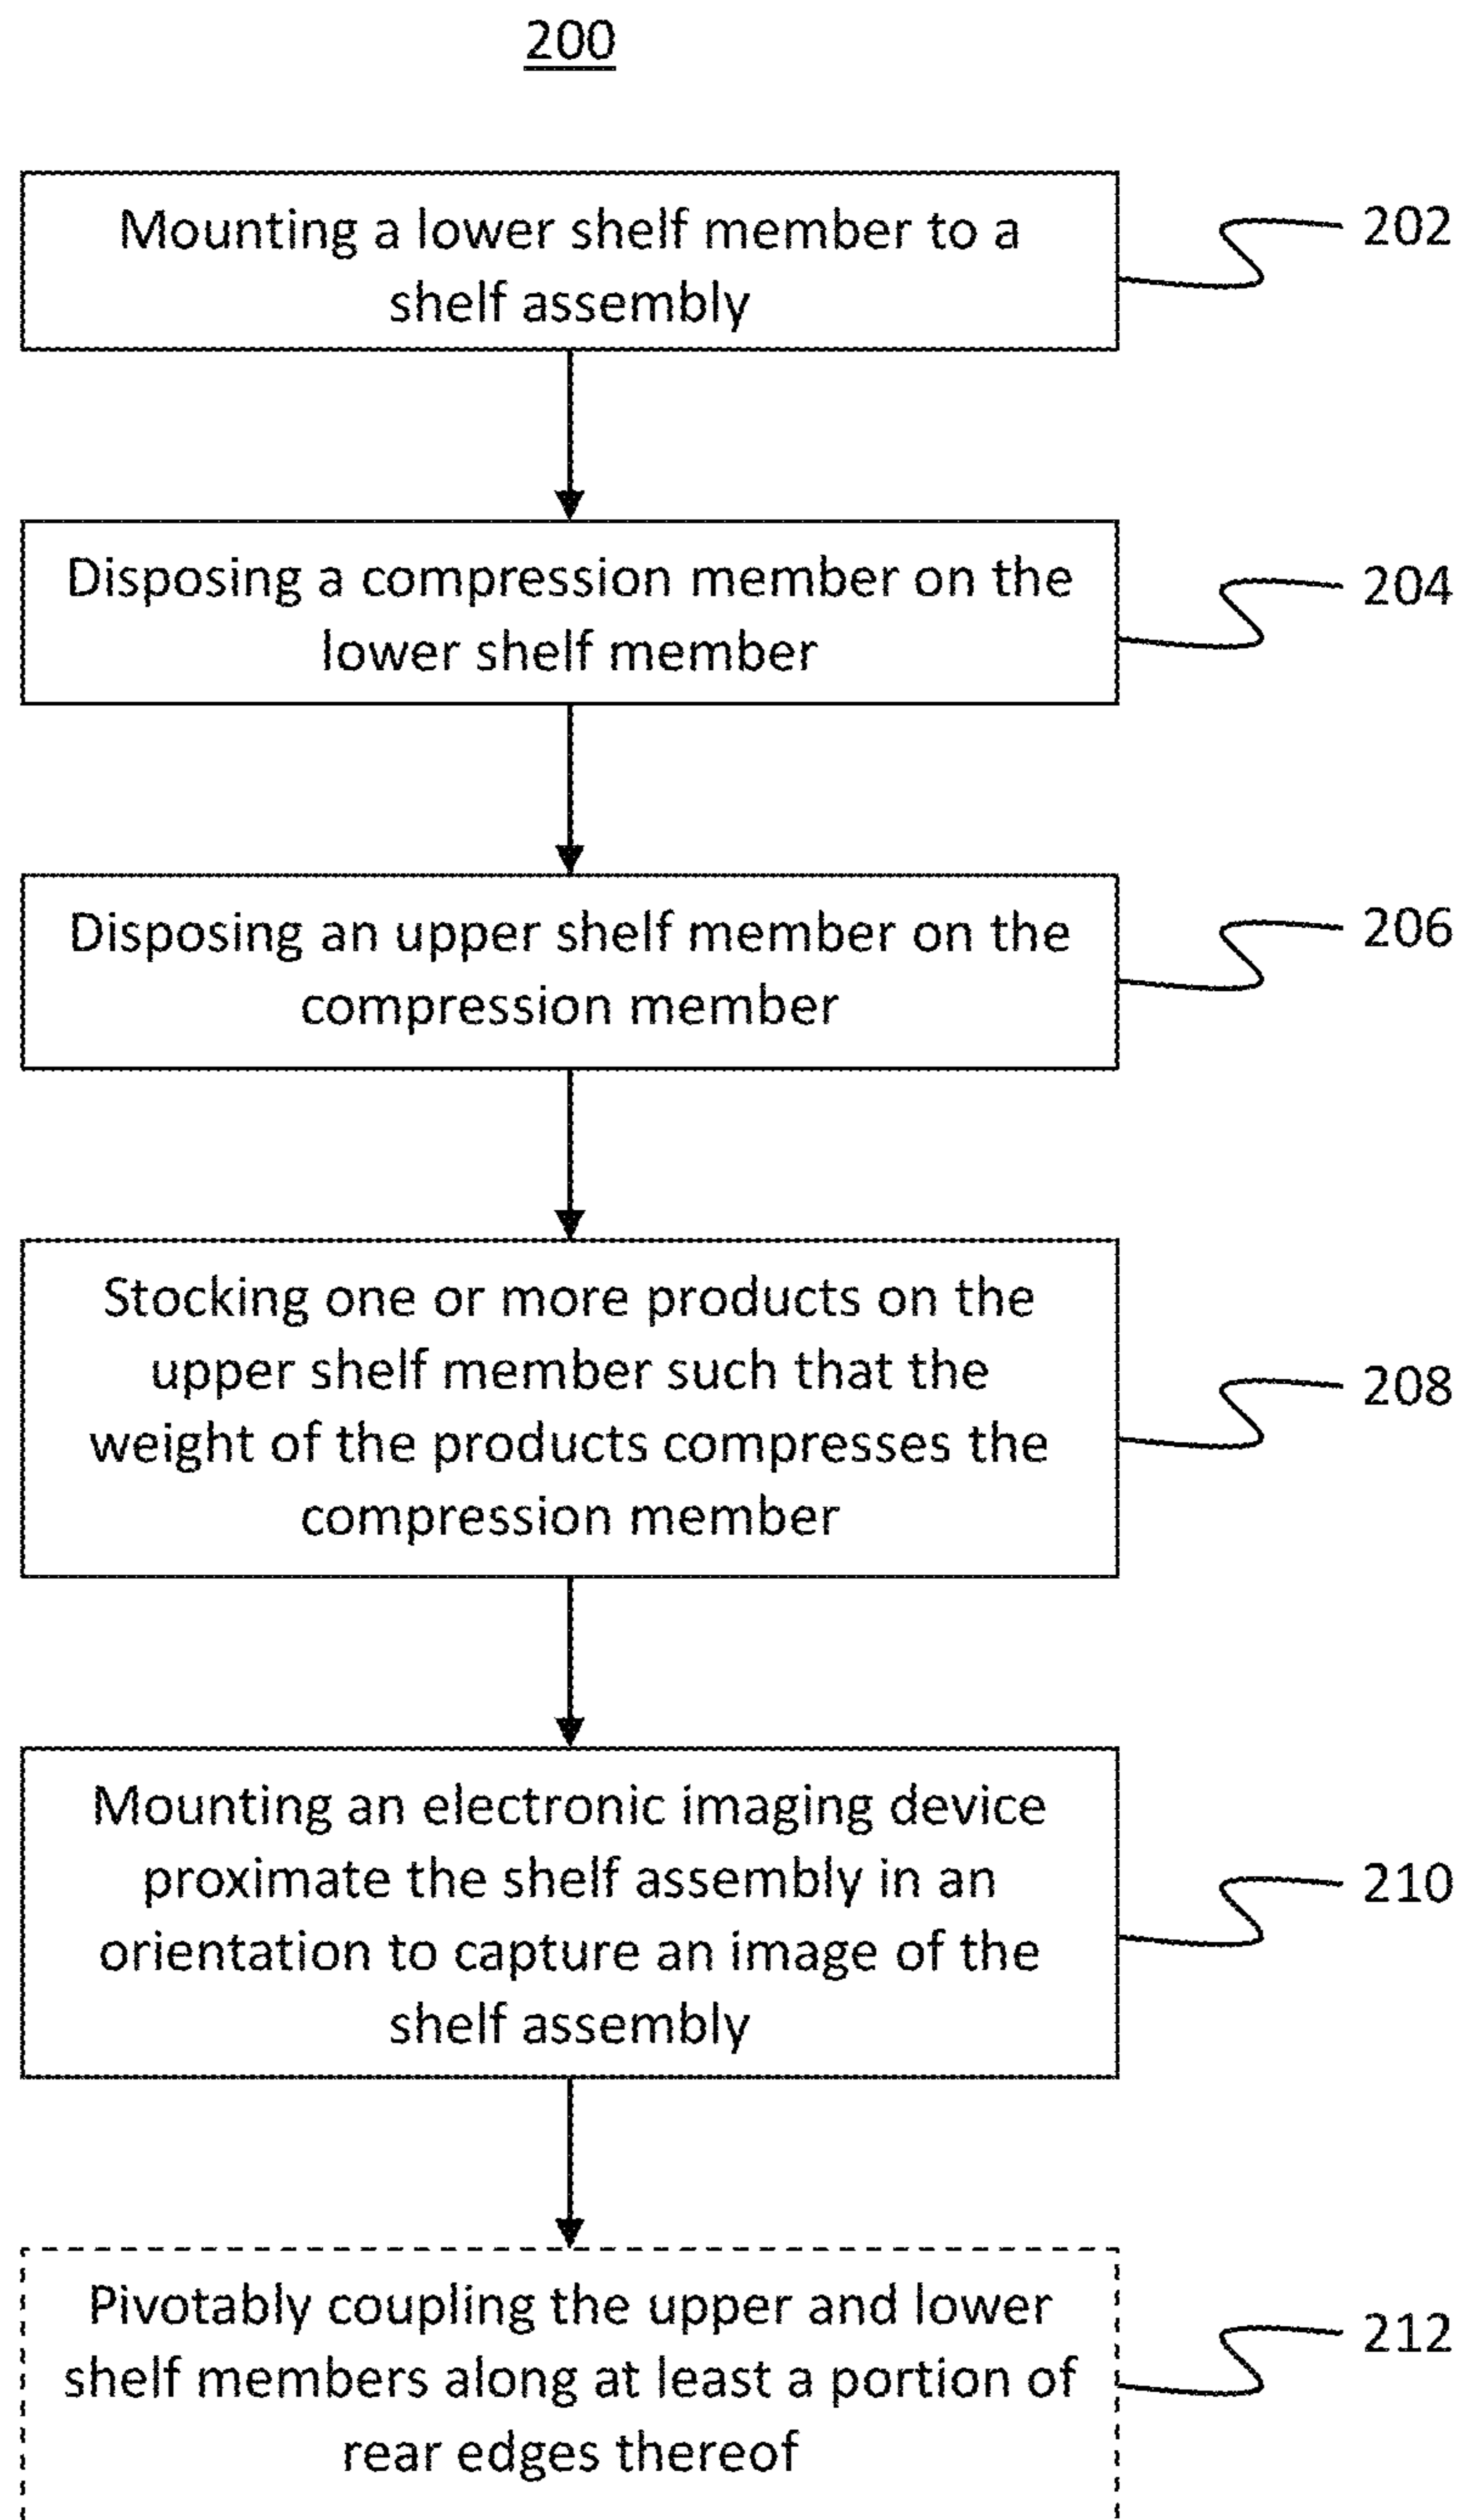 200
Mounting a lower shelf member to a
shelf assembly
202
Disposing a compression member on the
lower shelf member
204
Disposing an upper shelf member on the
compression member
206
Stocking one or more products on the
upper shelf member such that the
weight of the products compresses the
compression member
208
Mounting an electronic imaging device
proximate the shelf assembly in an
orientation to capture an image of the
shelf assembly
210
Pivotably coupling the upper and lower
shelf members along at least a portion of
rear edges thereof
212